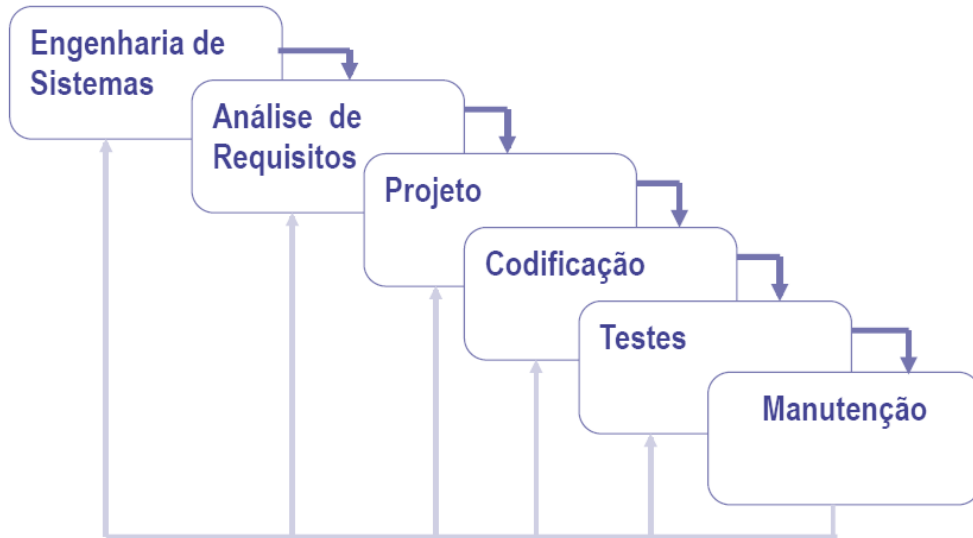 Engenharia de
Sistemas
Análise de
Requisitos
Projeto
Codificação
Testes
Manutenção